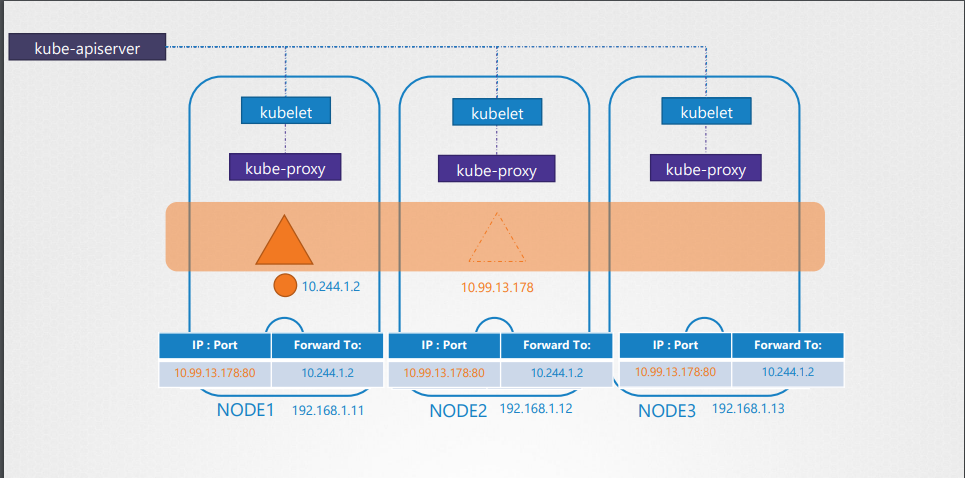 kube-apiserver
kubelet
kubelet
kubelet
kube-proxy
kube-proxy
kube-proxy
10.244.1.2
10.99.13.178
IP : Port Forward To:
10.99.13.178:80 10.244.1.2
IP : Port Forward To:
10.99.13.178:80 10.244.1.2
IP : Port Forward To:
10.99.13.178:80 10.244.1.2
NODE1 192.168.1.11
NODE2 192.168.1.12
NODE3 192.168.1.13